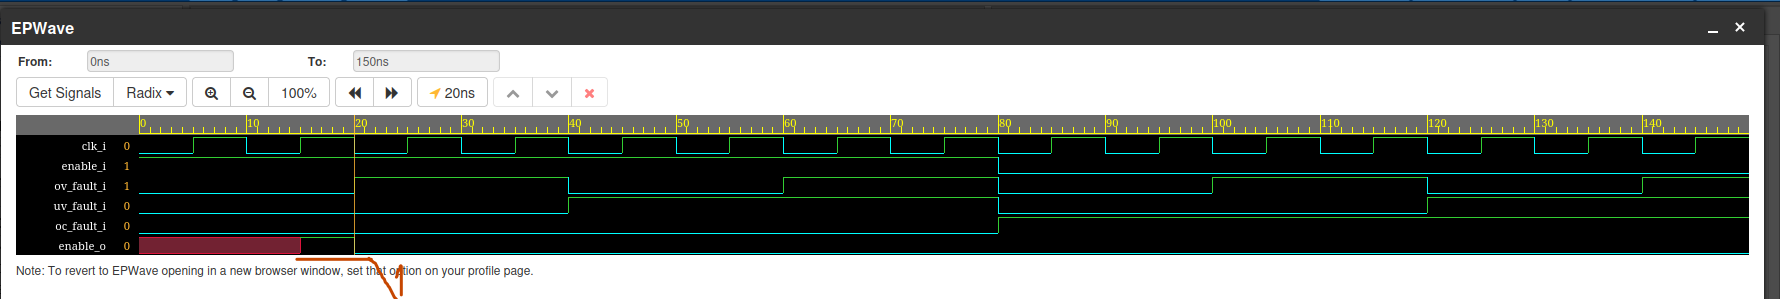 EPWave
From: 0ns To: 150ns
Get Signals Radix 100% 20ns
0 10 20 30 40 50 60 70 80 90 100 110 120 130 140
clk_i 0
enable_i 1
ov_fault_i 1
uv_fault_i 0
oc_fault_i 0
enable_o 0
Note: To revert to EPWave opening in a new browser window, set that option on your profile page.